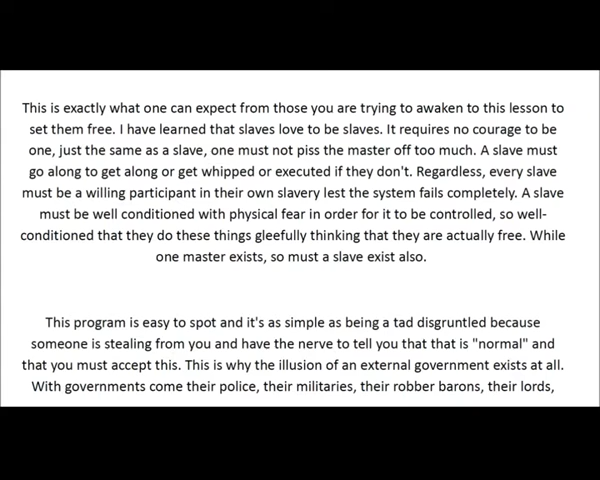 This is exactly what one can expect from those you are trying to awaken to this lesson to
set them free. I have learned that slaves love to be slaves. It requires no courage to be
one, just the same as a slave, one must not piss the master off too much. A slave must
go along to get along or get whipped or executed if they don't. Regardless, every slave
must be a willing participant in their own slavery lest the system fails completely. A slave
must be well conditioned with physical fear in order for it to be controlled, so well-
conditioned that they do these things gleefully thinking that they are actually free. While
one master exists, so must a slave exist also.
This program is easy to spot and it's as simple as being a tad disgruntled because
someone is stealing from you and have the nerve to tell you that that is "normal" and
that you must accept this. This is why the illusion of an external government exists at all.
With governments come their police, their militaries, their robber barons, their lords,